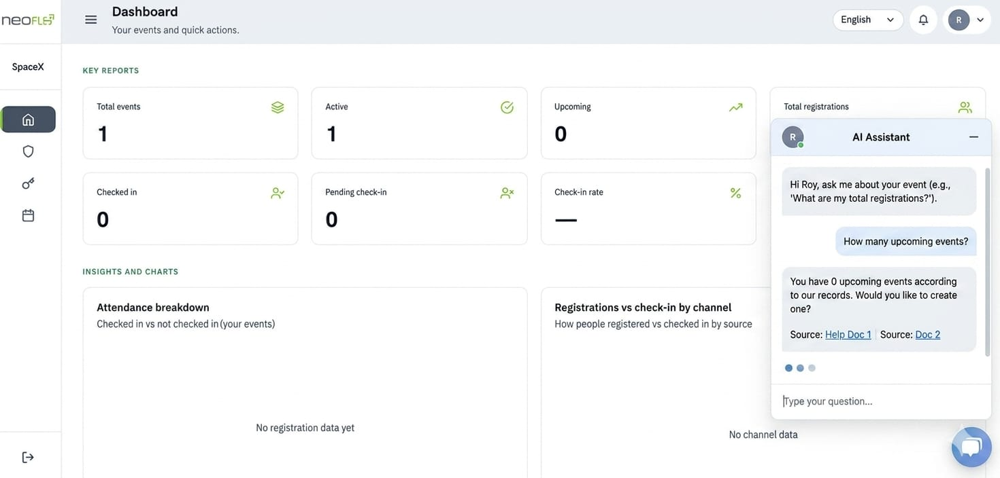 neoFLO
Dashboard
Your events and quick actions.
English
R
SpaceX
KEY REPORTS
Total events
1
Active
1
Upcoming
0
Total registrations
Checked in
0
Pending check-in
0
Check-in rate
—
INSIGHTS AND CHARTS
Attendance breakdown
Checked in vs not checked in (your events)
No registration data yet
Registrations vs check-in by channel
How people registered vs checked in by source
No channel data
R
AI Assistant
Hi Roy, ask me about your event (e.g.,
'What are my total registrations?').
How many upcoming events?
You have 0 upcoming events according
to our records. Would you like to create
one?
Source: Help Doc 1 | Source: Doc 2
Type your question...